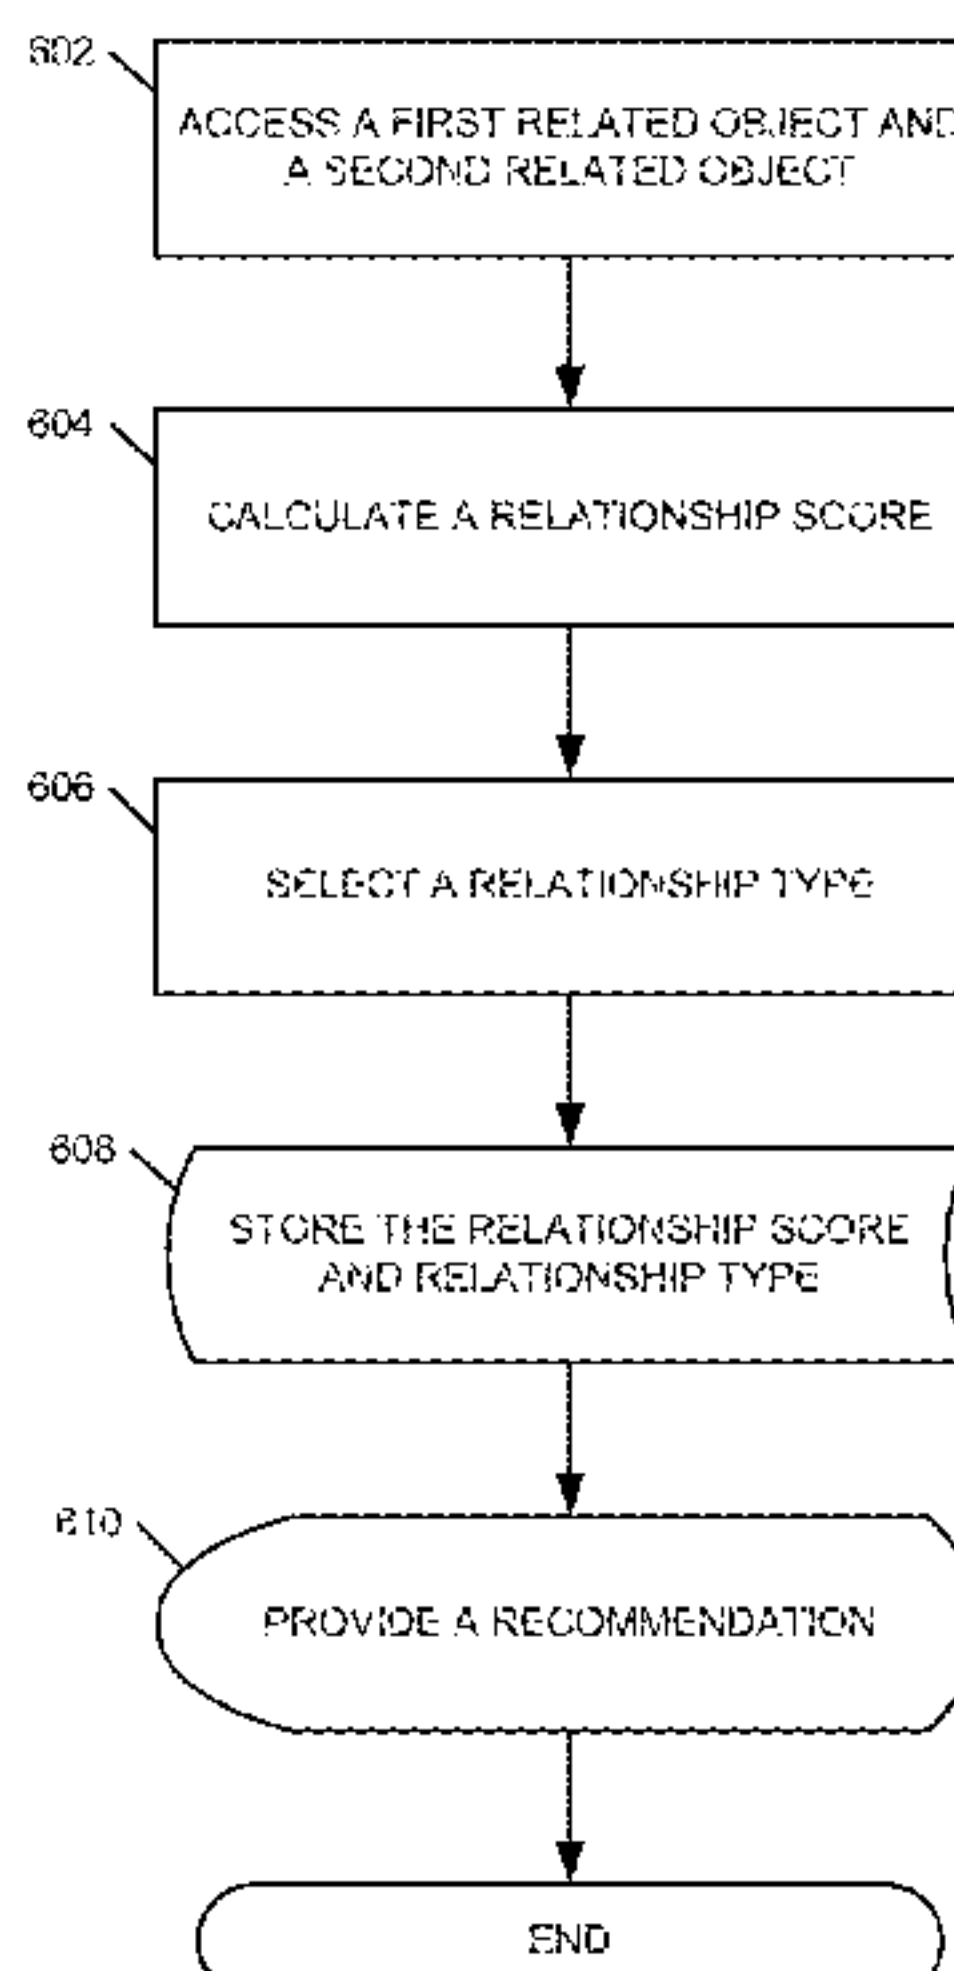 602
ACCESS A FIRST RELATED OBJECT AND
A SECOND RELATED OBJECT
604
CALCULATE A RELATIONSHIP SCORE
606
SELECT A RELATIONSHIP TYPE
608
STORE THE RELATIONSHIP SCORE
AND RELATIONSHIP TYPE
610
PROVIDE A RECOMMENDATION
END